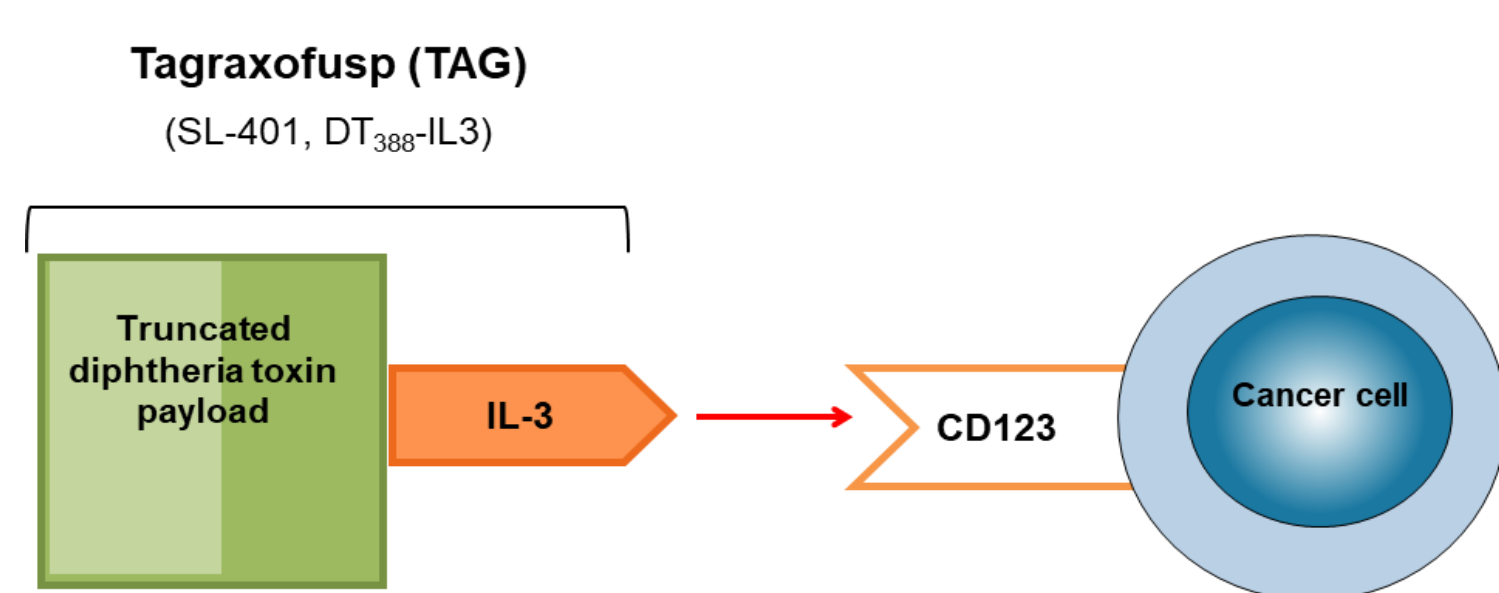 Tagraxofusp (TAG)
(SL-401, DT₃₈₈-IL3)
Truncated
diphtheria toxin
payload
IL-3
CD123
Cancer cell